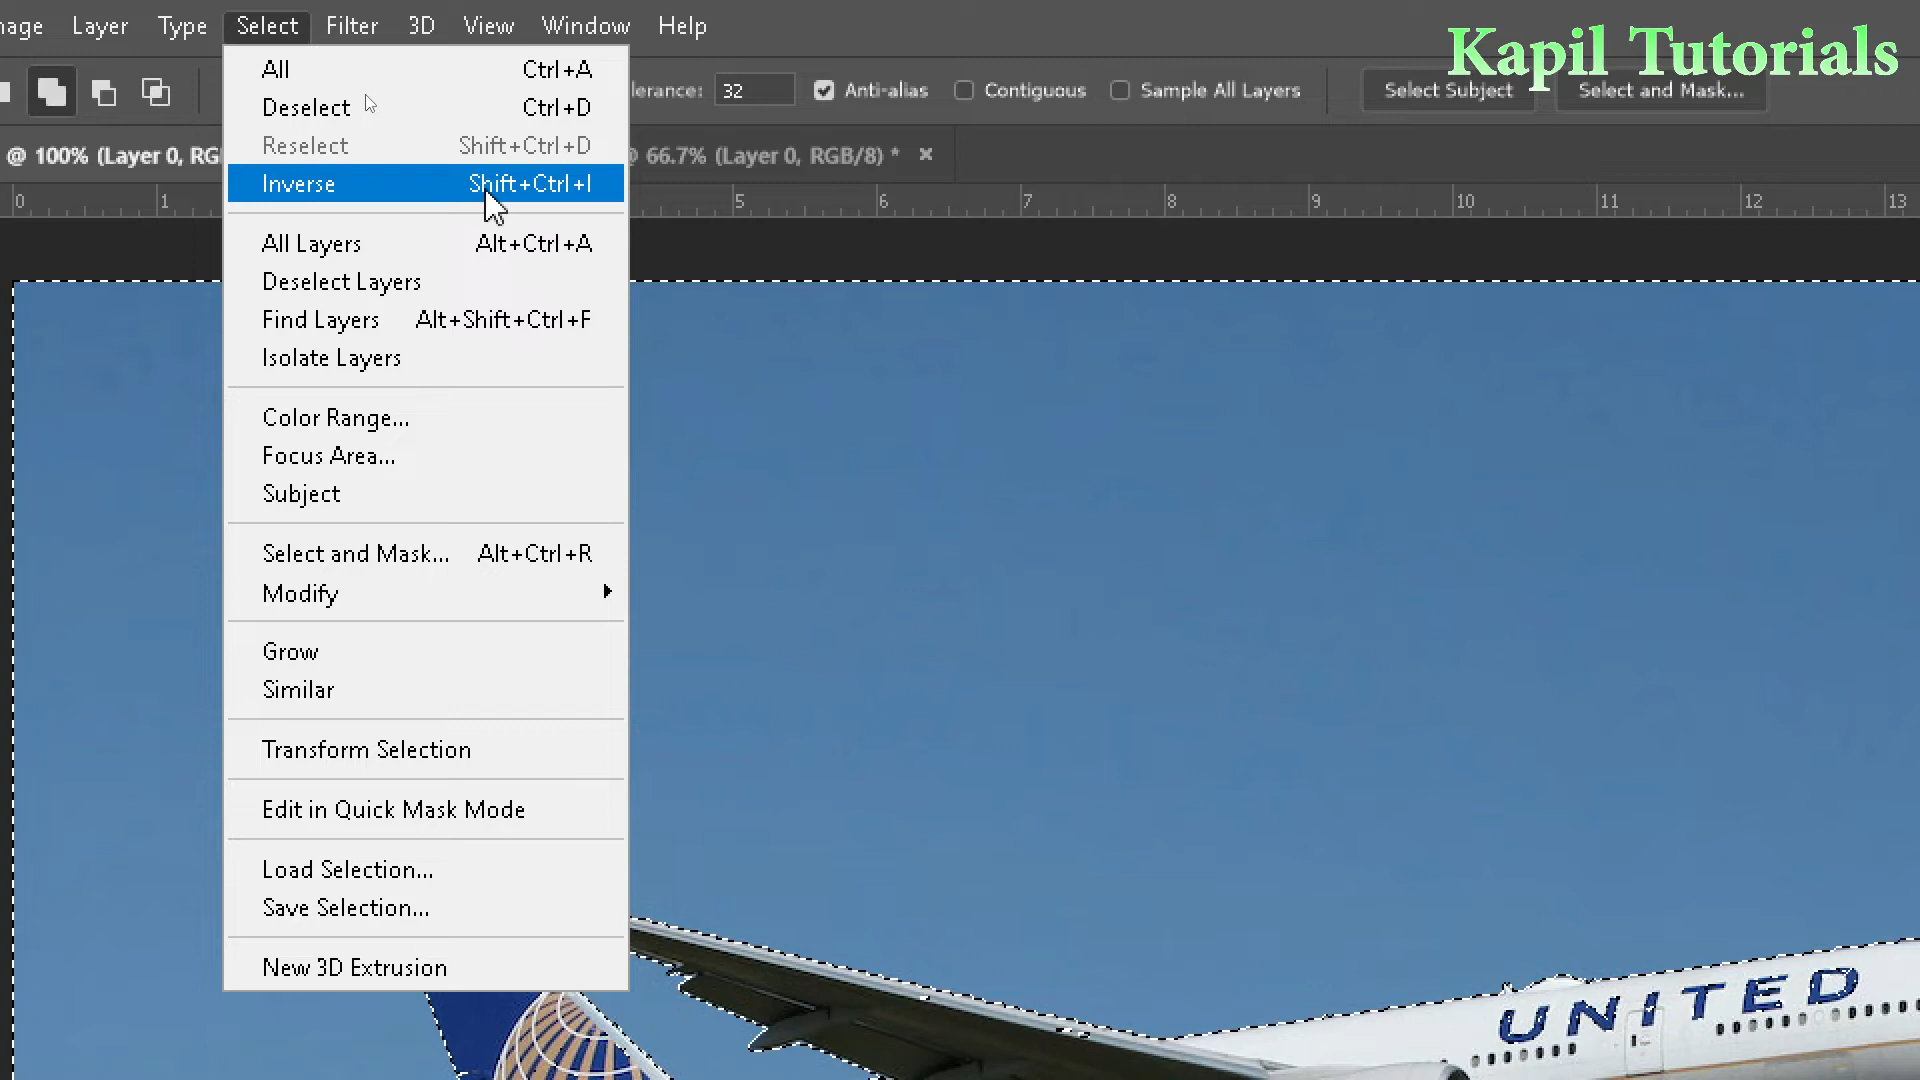 Layer Type Select Filter 3D View Window Help
Kapil Tutorials
32 Anti-alias Contiguous Sample All Layers Select Subject Select and Mask...
@ 100% (Layer 0, 66.7% (Layer 0, RGB/8) * ×
0 1 5 6 7 8 9 10 11 12 13
All Ctrl+A
Deselect Ctrl+D
Reselect Shift+Ctrl+D
Inverse Shift+Ctrl+I
All Layers Alt+Ctrl+A
Deselect Layers
Find Layers Alt+Shift+Ctrl+F
Isolate Layers
Color Range...
Focus Area...
Subject
Select and Mask... Alt+Ctrl+R
Modify
Grow
Similar
Transform Selection
Edit in Quick Mask Mode
Load Selection...
Save Selection...
New 3D Extrusion
UNITED